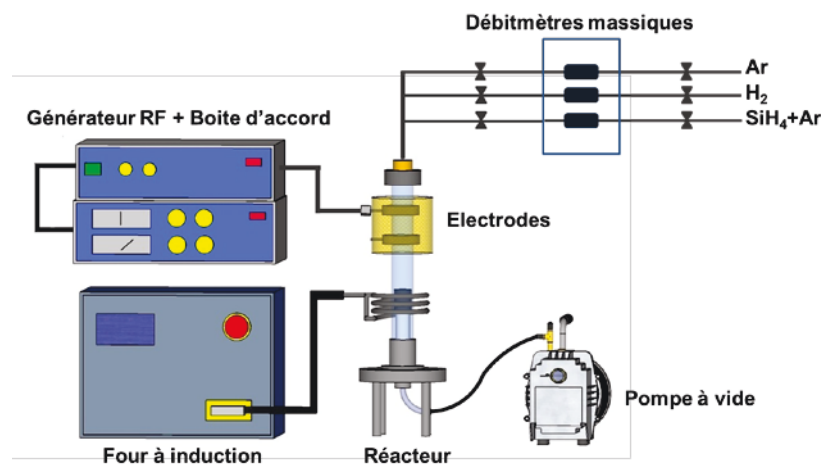 Débitmètres massiques
Ar
H₂
SiH₄+Ar
Générateur RF + Boite d'accord
Electrodes
Pompe à vide
Four à induction
Réacteur